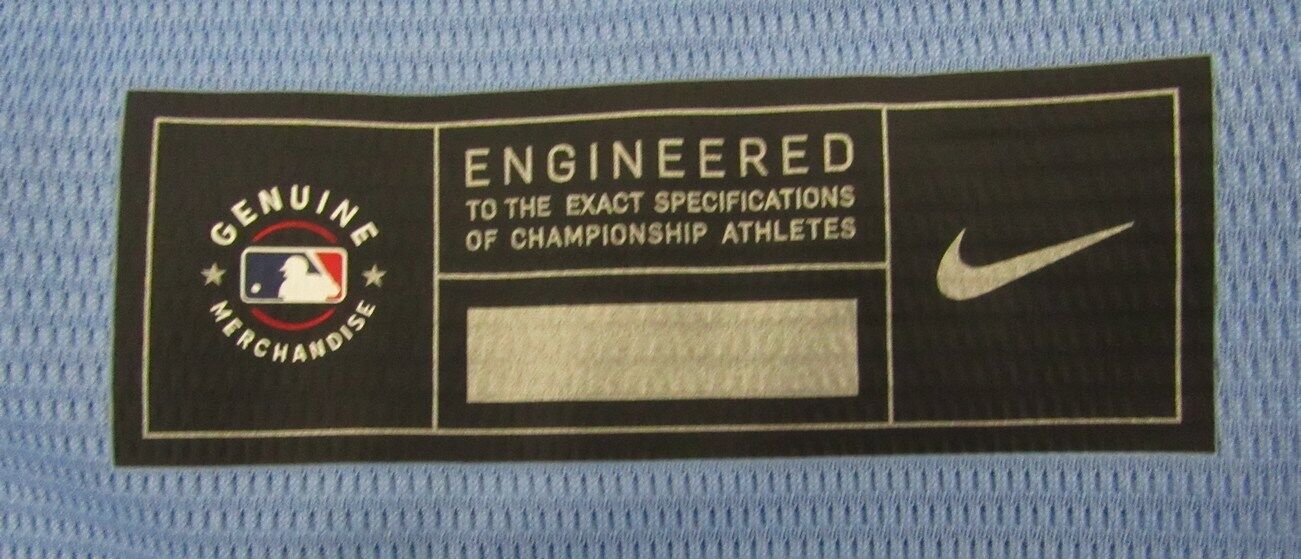 GENUINE
MERCHANDISE
ENGINEERED
TO THE EXACT SPECIFICATIONS
OF CHAMPIONSHIP ATHLETES